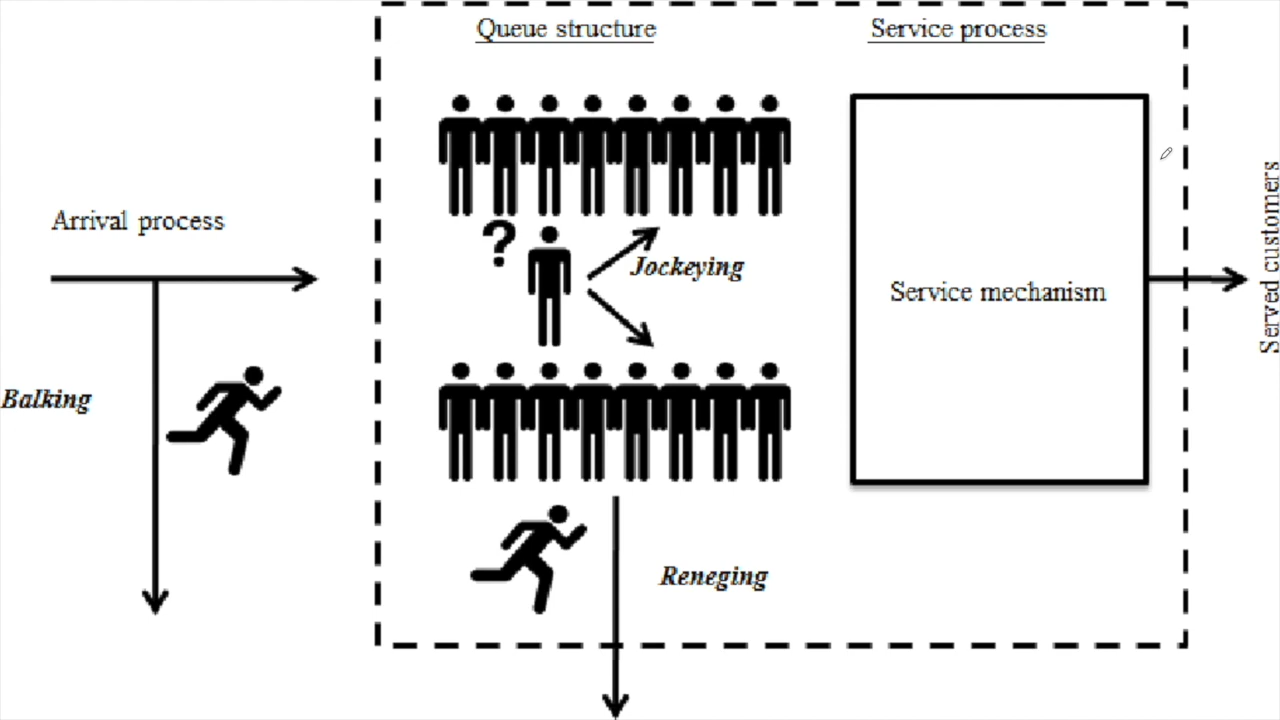 Queue structure
Service process
Arrival process
?
Jockeying
Service mechanism
Served customers
Balking
Reneging